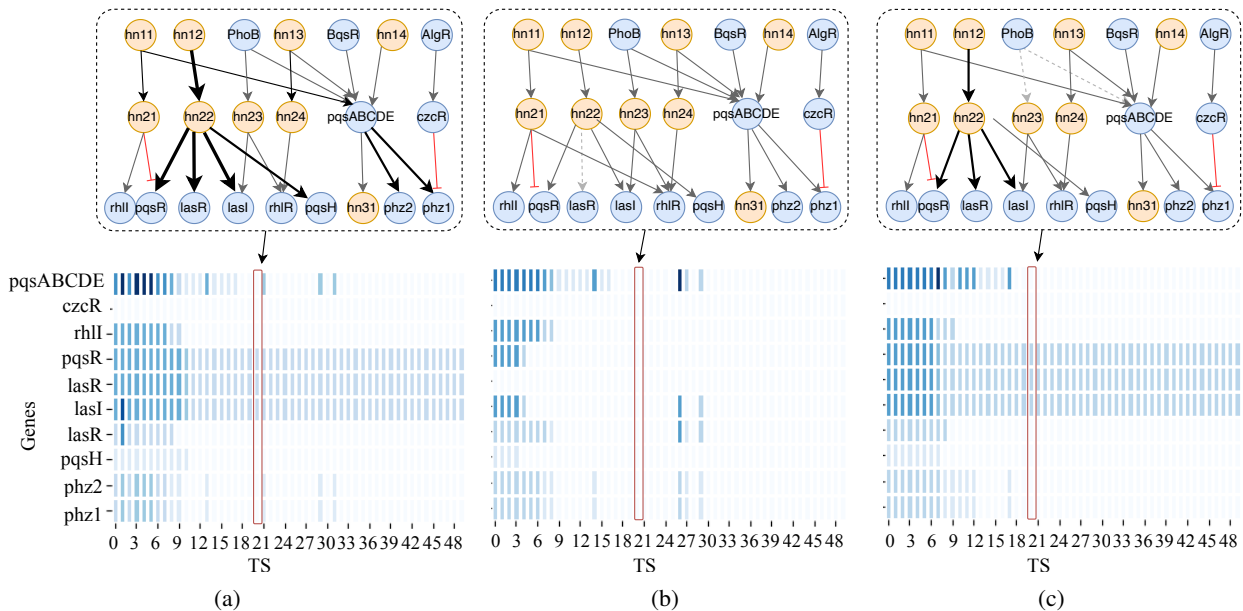 hn11 hn12 PhoB hn13 BqsR hn14 AlgR
hn21 hn22 hn23 hn24 pqsABCDE czcR
rhlI pqsR lasR lasI rhlR pqsH hn31 phz2 phz1
hn11 hn12 PhoB hn13 BqsR hn14 AlgR
hn21 hn22 hn23 hn24 pqsABCDE czcR
rhlI pqsR lasR lasI rhlR pqsH hn31 phz2 phz1
hn11 hn12 PhoB hn13 BqsR hn14 AlgR
hn21 hn22 hn23 hn24 pqsABCDE czcR
rhlI pqsR lasR lasI rhlR pqsH hn31 phz2 phz1
Genes
pqsABCDE
czcR
rhlI
pqsR
lasR
lasI
lasR
pqsH
phz2
phz1
0 3 6 9 12 15 18 21 24 27 30 33 36 39 42 45 48
TS
(a)
0 3 6 9 12 15 18 21 24 27 30 33 36 39 42 45 48
TS
(b)
0 3 6 9 12 15 18 21 24 27 30 33 36 39 42 45 48
TS
(c)